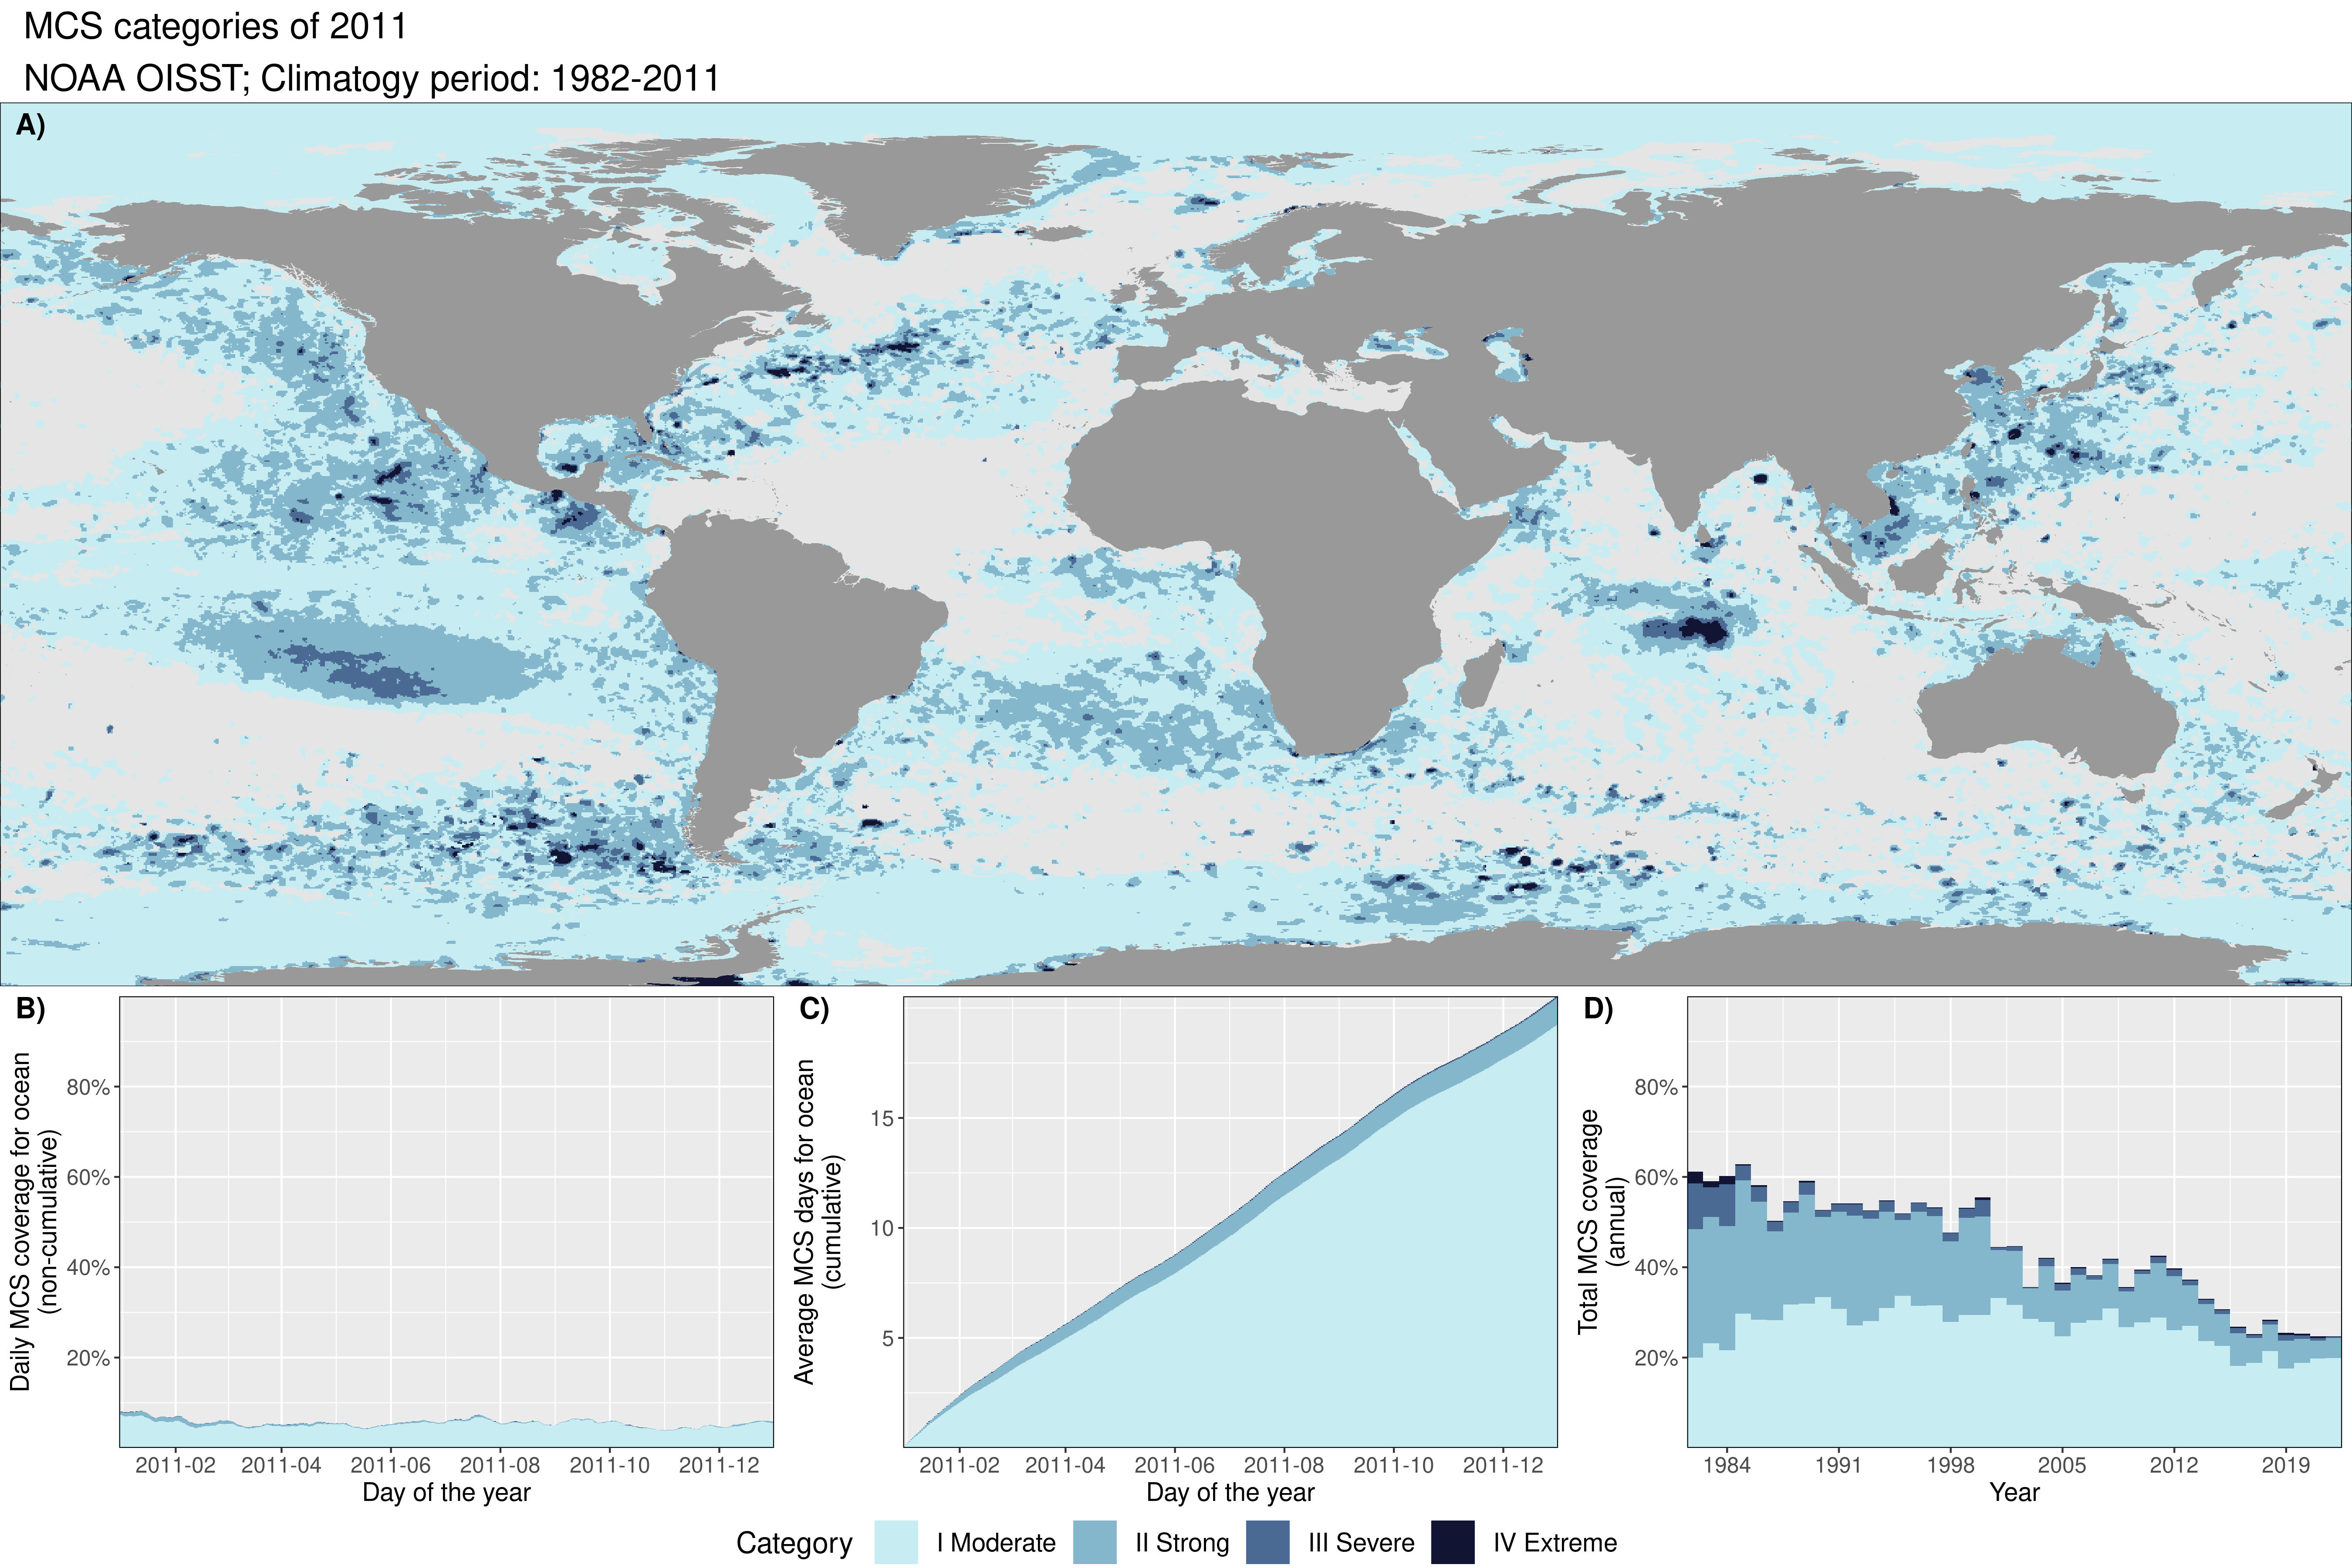 MCS categories of 2011
NOAA OISST; Climatogy period: 1982-2011
A)
B)
Daily MCS coverage for ocean
(non-cumulative)
80%
60%
40%
20%
2011-02 2011-04 2011-06 2011-08 2011-10 2011-12
Day of the year
C)
Average MCS days for ocean
(cumulative)
15
10
5
2011-02 2011-04 2011-06 2011-08 2011-10 2011-12
Day of the year
D)
Total MCS coverage
(annual)
80%
60%
40%
20%
1984 1991 1998 2005 2012 2019
Year
Category I Moderate II Strong III Severe IV Extreme